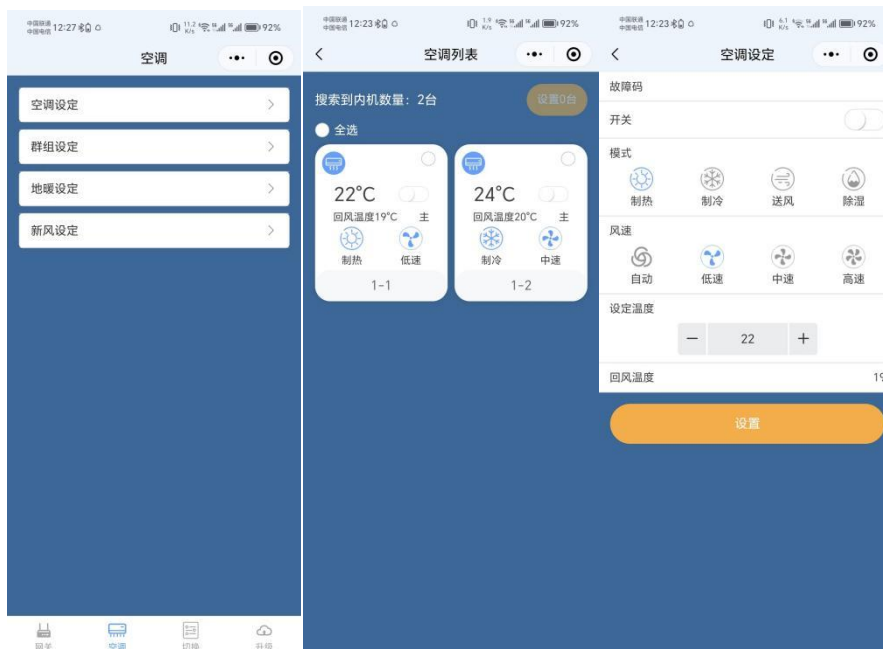 中国联通
中国电信 12:27 11.2 K/s 92%
空调
空调设定
群组设定
地暖设定
新风设定
网关 空调 切换 升级
中国联通
中国电信 12:23 1.9 K/s 92%
空调列表
搜索到内机数量：2台 设置0台
全选
22°C
回风温度19°C 主
制热 低速
1-1
24°C
回风温度20°C 主
制冷 中速
1-2
中国联通
中国电信 12:23 6.1 K/s 92%
空调设定
故障码
开关
模式
制热 制冷 送风 除湿
风速
自动 低速 中速 高速
设定温度
− 22 +
回风温度 19
设置